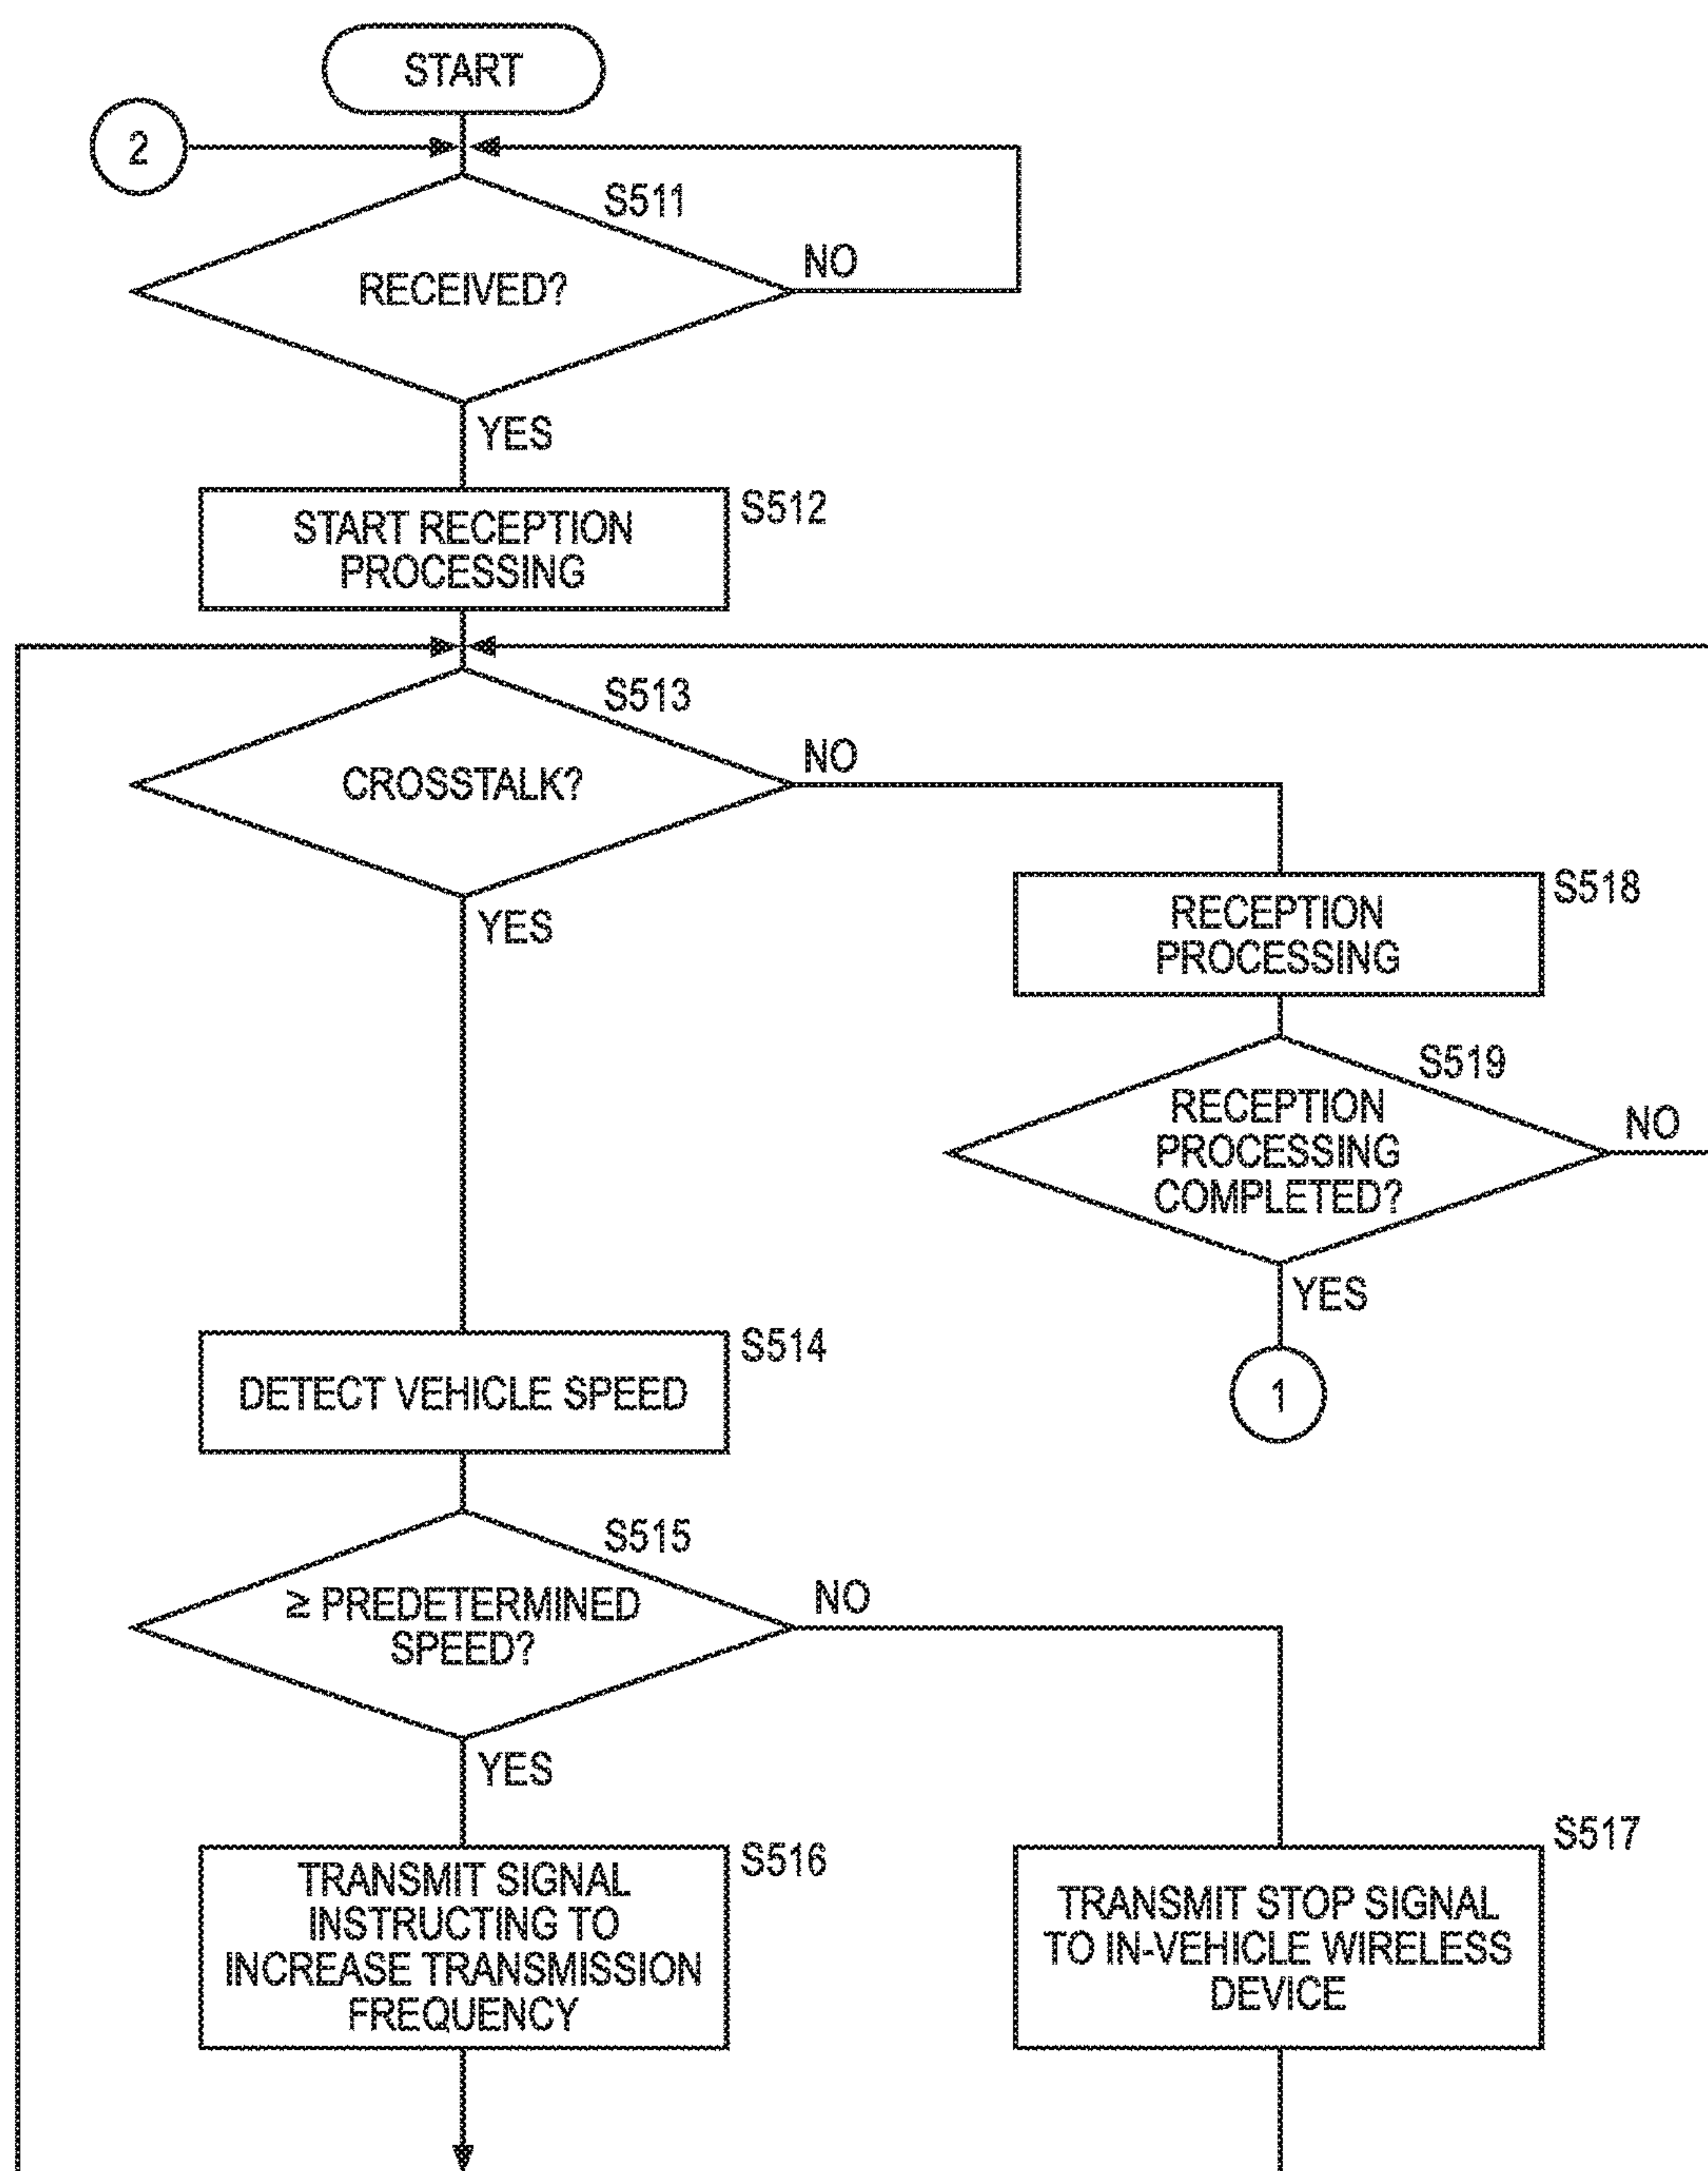 START
2
S511
RECEIVED?
NO
YES
S512
START RECEPTION
PROCESSING
S513
CROSSTALK?
NO
YES
S518
RECEPTION
PROCESSING
S519
RECEPTION
PROCESSING
COMPLETED?
NO
YES
1
S514
DETECT VEHICLE SPEED
S515
≥ PREDETERMINED
SPEED?
NO
YES
S516
TRANSMIT SIGNAL
INSTRUCTING TO
INCREASE TRANSMISSION
FREQUENCY
S517
TRANSMIT STOP SIGNAL
TO IN-VEHICLE WIRELESS
DEVICE